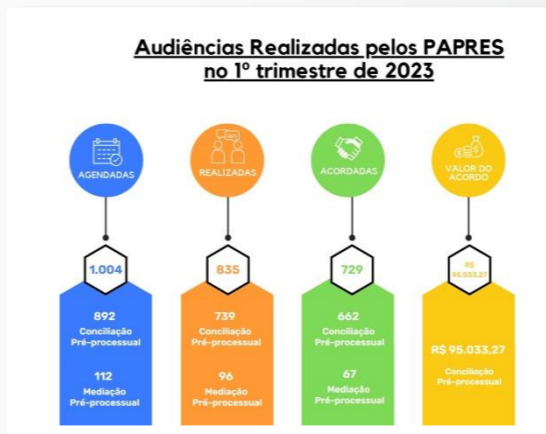 Audiências Realizadas pelos PAPRES
no 1º trimestre de 2023
AGENDADAS
REALIZADAS
ACORDADAS
VALOR DO
ACORDO
1.004
835
729
R$
95.033,27
892
Conciliação
Pré-processual
112
Mediação
Pré-processual
739
Conciliação
Pré-processual
96
Mediação
Pré-processual
662
Conciliação
Pré-processual
67
Mediação
Pré-processual
R$ 95.033,27
Conciliação
Pré-processual